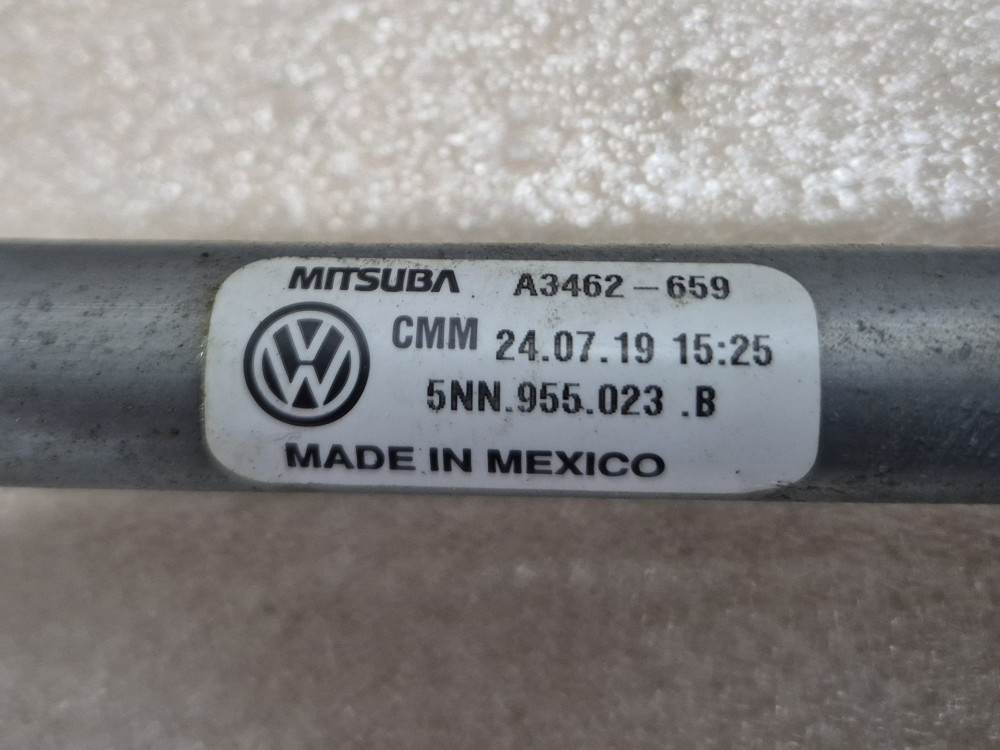 MITSUBA A3462-659
CMM 24.07.19 15:25
5NN.955.023 .B
MADE IN MEXICO